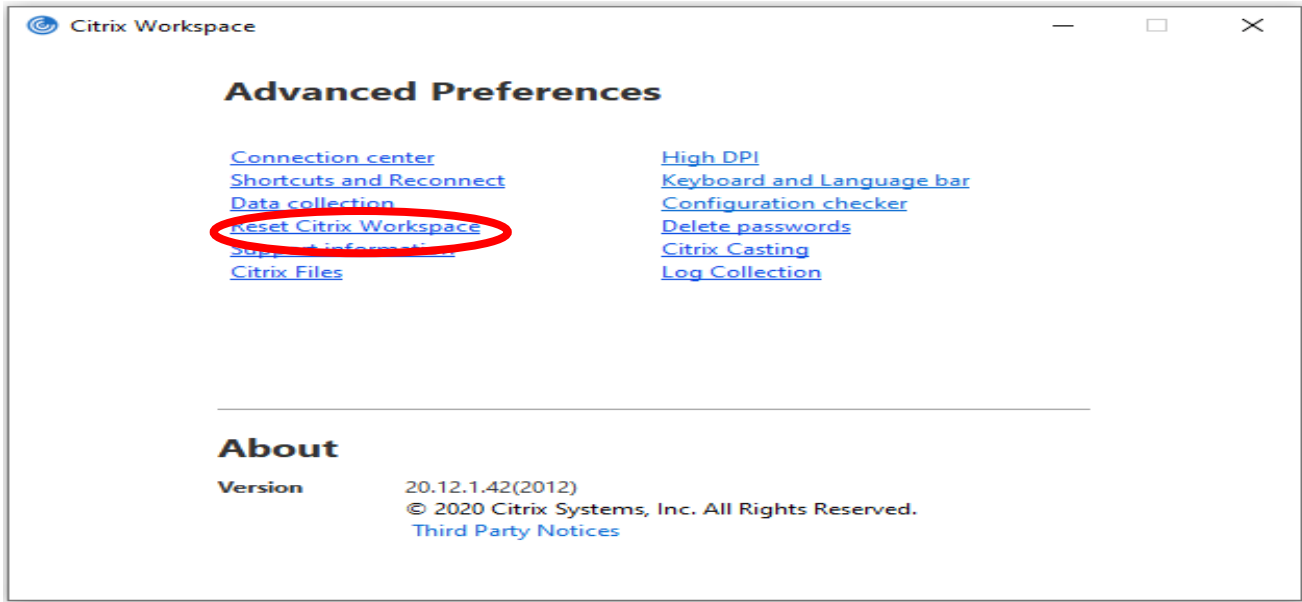 Citrix Workspace
Advanced Preferences
Connection center
Shortcuts and Reconnect
Data collection
Reset Citrix Workspace
Support information
Citrix Files
High DPI
Keyboard and Language bar
Configuration checker
Delete passwords
Citrix Casting
Log Collection
About
Version 20.12.1.42(2012)
© 2020 Citrix Systems, Inc. All Rights Reserved.
Third Party Notices